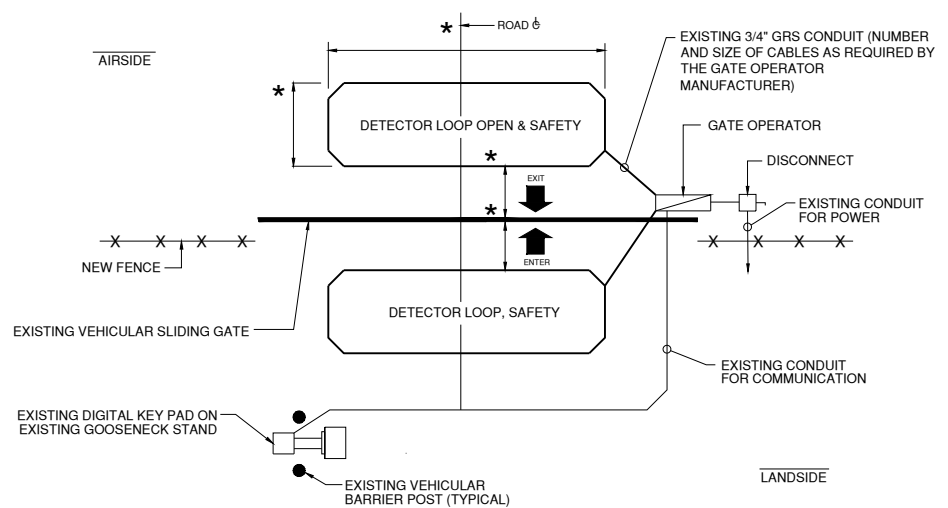 ROAD ℄
*
EXISTING 3/4" GRS CONDUIT (NUMBER
AND SIZE OF CABLES AS REQUIRED BY
THE GATE OPERATOR
MANUFACTURER)
AIRSIDE
*
DETECTOR LOOP OPEN & SAFETY
GATE OPERATOR
*
DISCONNECT
EXIT
*
EXISTING CONDUIT
FOR POWER
X X X X
X X X X
ENTER
NEW FENCE
DETECTOR LOOP, SAFETY
EXISTING VEHICULAR SLIDING GATE
EXISTING CONDUIT
FOR COMMUNICATION
EXISTING DIGITAL KEY PAD ON
EXISTING GOOSENECK STAND
LANDSIDE
EXISTING VEHICULAR
BARRIER POST (TYPICAL)